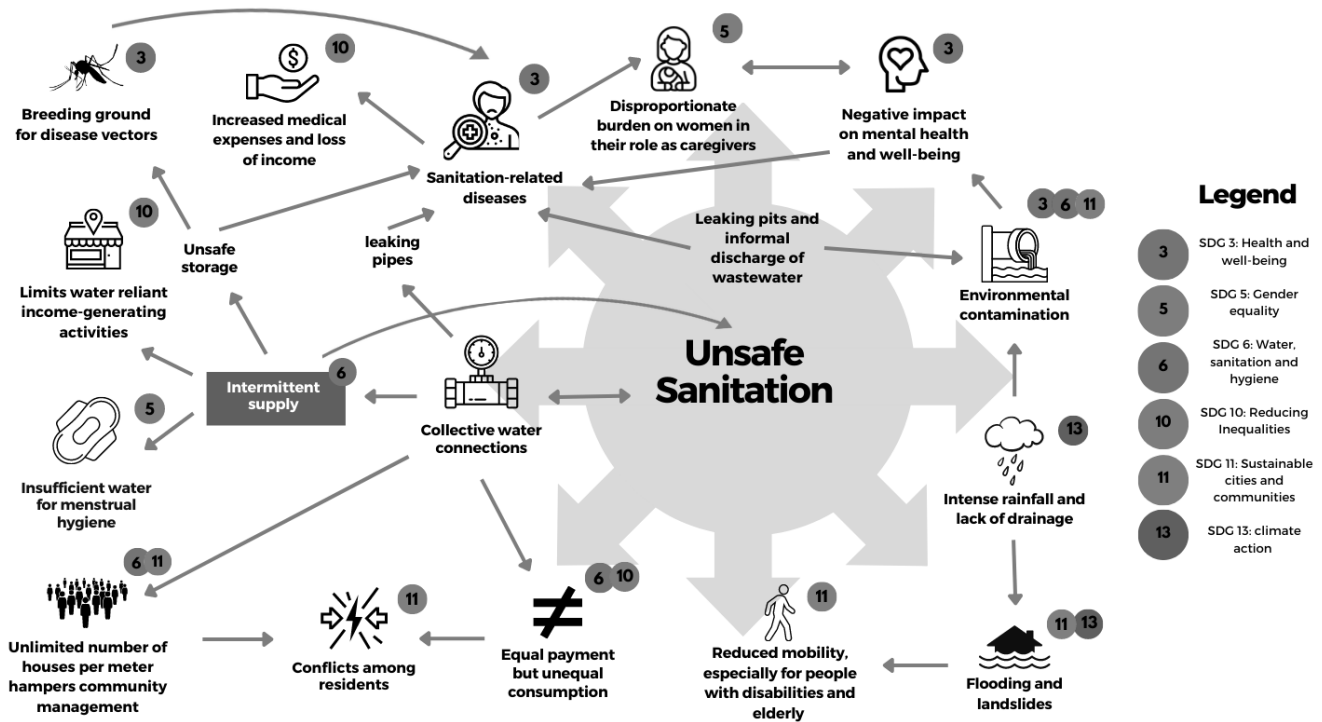 3
Breeding ground
for disease vectors
10
$
Increased medical
expenses and loss
of income
3
Sanitation-related
diseases
5
Disproportionate
burden on women in
their role as caregivers
3
Negative impact
on mental health
and well-being
10
Limits water reliant
income-generating
activities
Unsafe
storage
leaking
pipes
Leaking pits and
informal
discharge of
wastewater
3 6 11
Environmental
contamination
Intermittent
supply
6
Collective water
connections
Unsafe
Sanitation
5
Insufficient water
for menstrual
hygiene
13
Intense rainfall and
lack of drainage
6 11
Unlimited number of
houses per meter
hampers community
management
11
Conflicts among
residents
6 10
Equal payment
but unequal
consumption
11
Reduced mobility,
especially for people
with disabilities and
elderly
11 13
Flooding and
landslides
Legend
3
SDG 3: Health and
well-being
5
SDG 5: Gender
equality
6
SDG 6: Water,
sanitation and
hygiene
10
SDG 10: Reducing
Inequalities
11
SDG 11: Sustainable
cities and
communities
13
SDG 13: climate
action